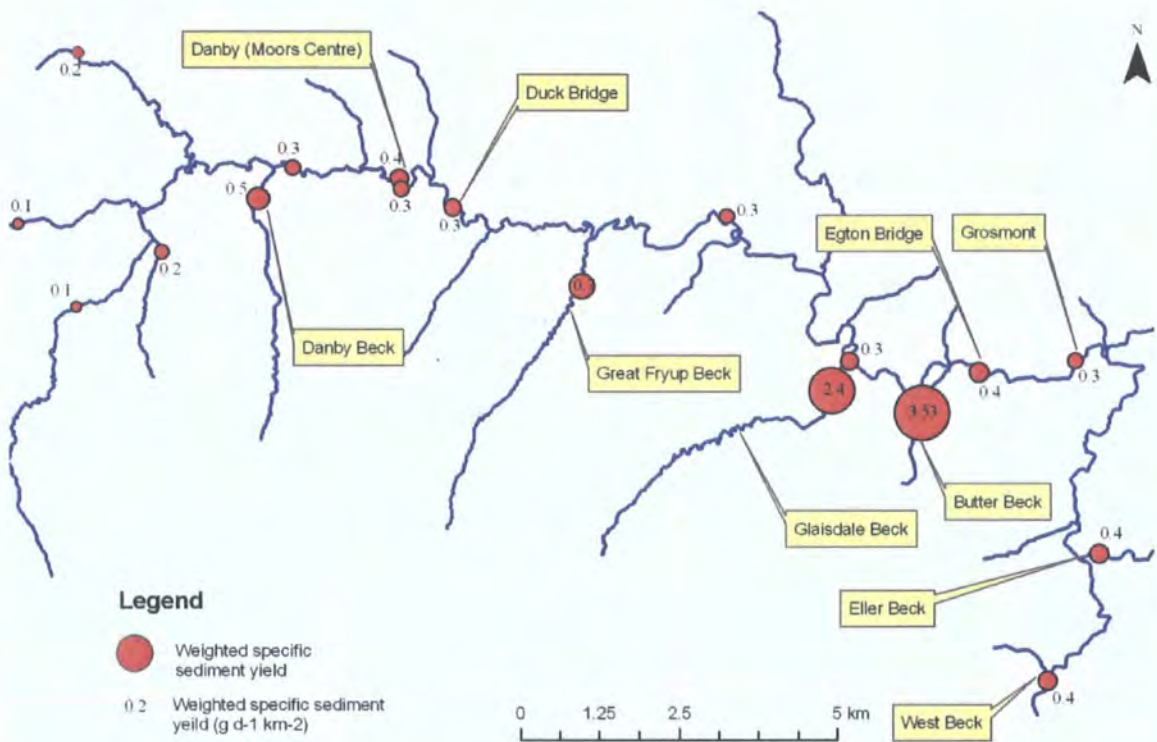 N
Danby (Moors Centre)
Duck Bridge
0.2
0.3
0.4
0.5
0.3
0.3
0.1
0.2
0.1
0.3
Egton Bridge
Grosmont
Danby Beck
0.
Great Fryup Beck
0.3
2.4
3.53
0.4
0.3
Glaisdale Beck
Butter Beck
0.4
Eller Beck
0.4
West Beck
Legend
Weighted specific
sediment yield
0.2 Weighted specific sediment
yeild (g d-1 km-2)
0 1.25 2.5 5 km